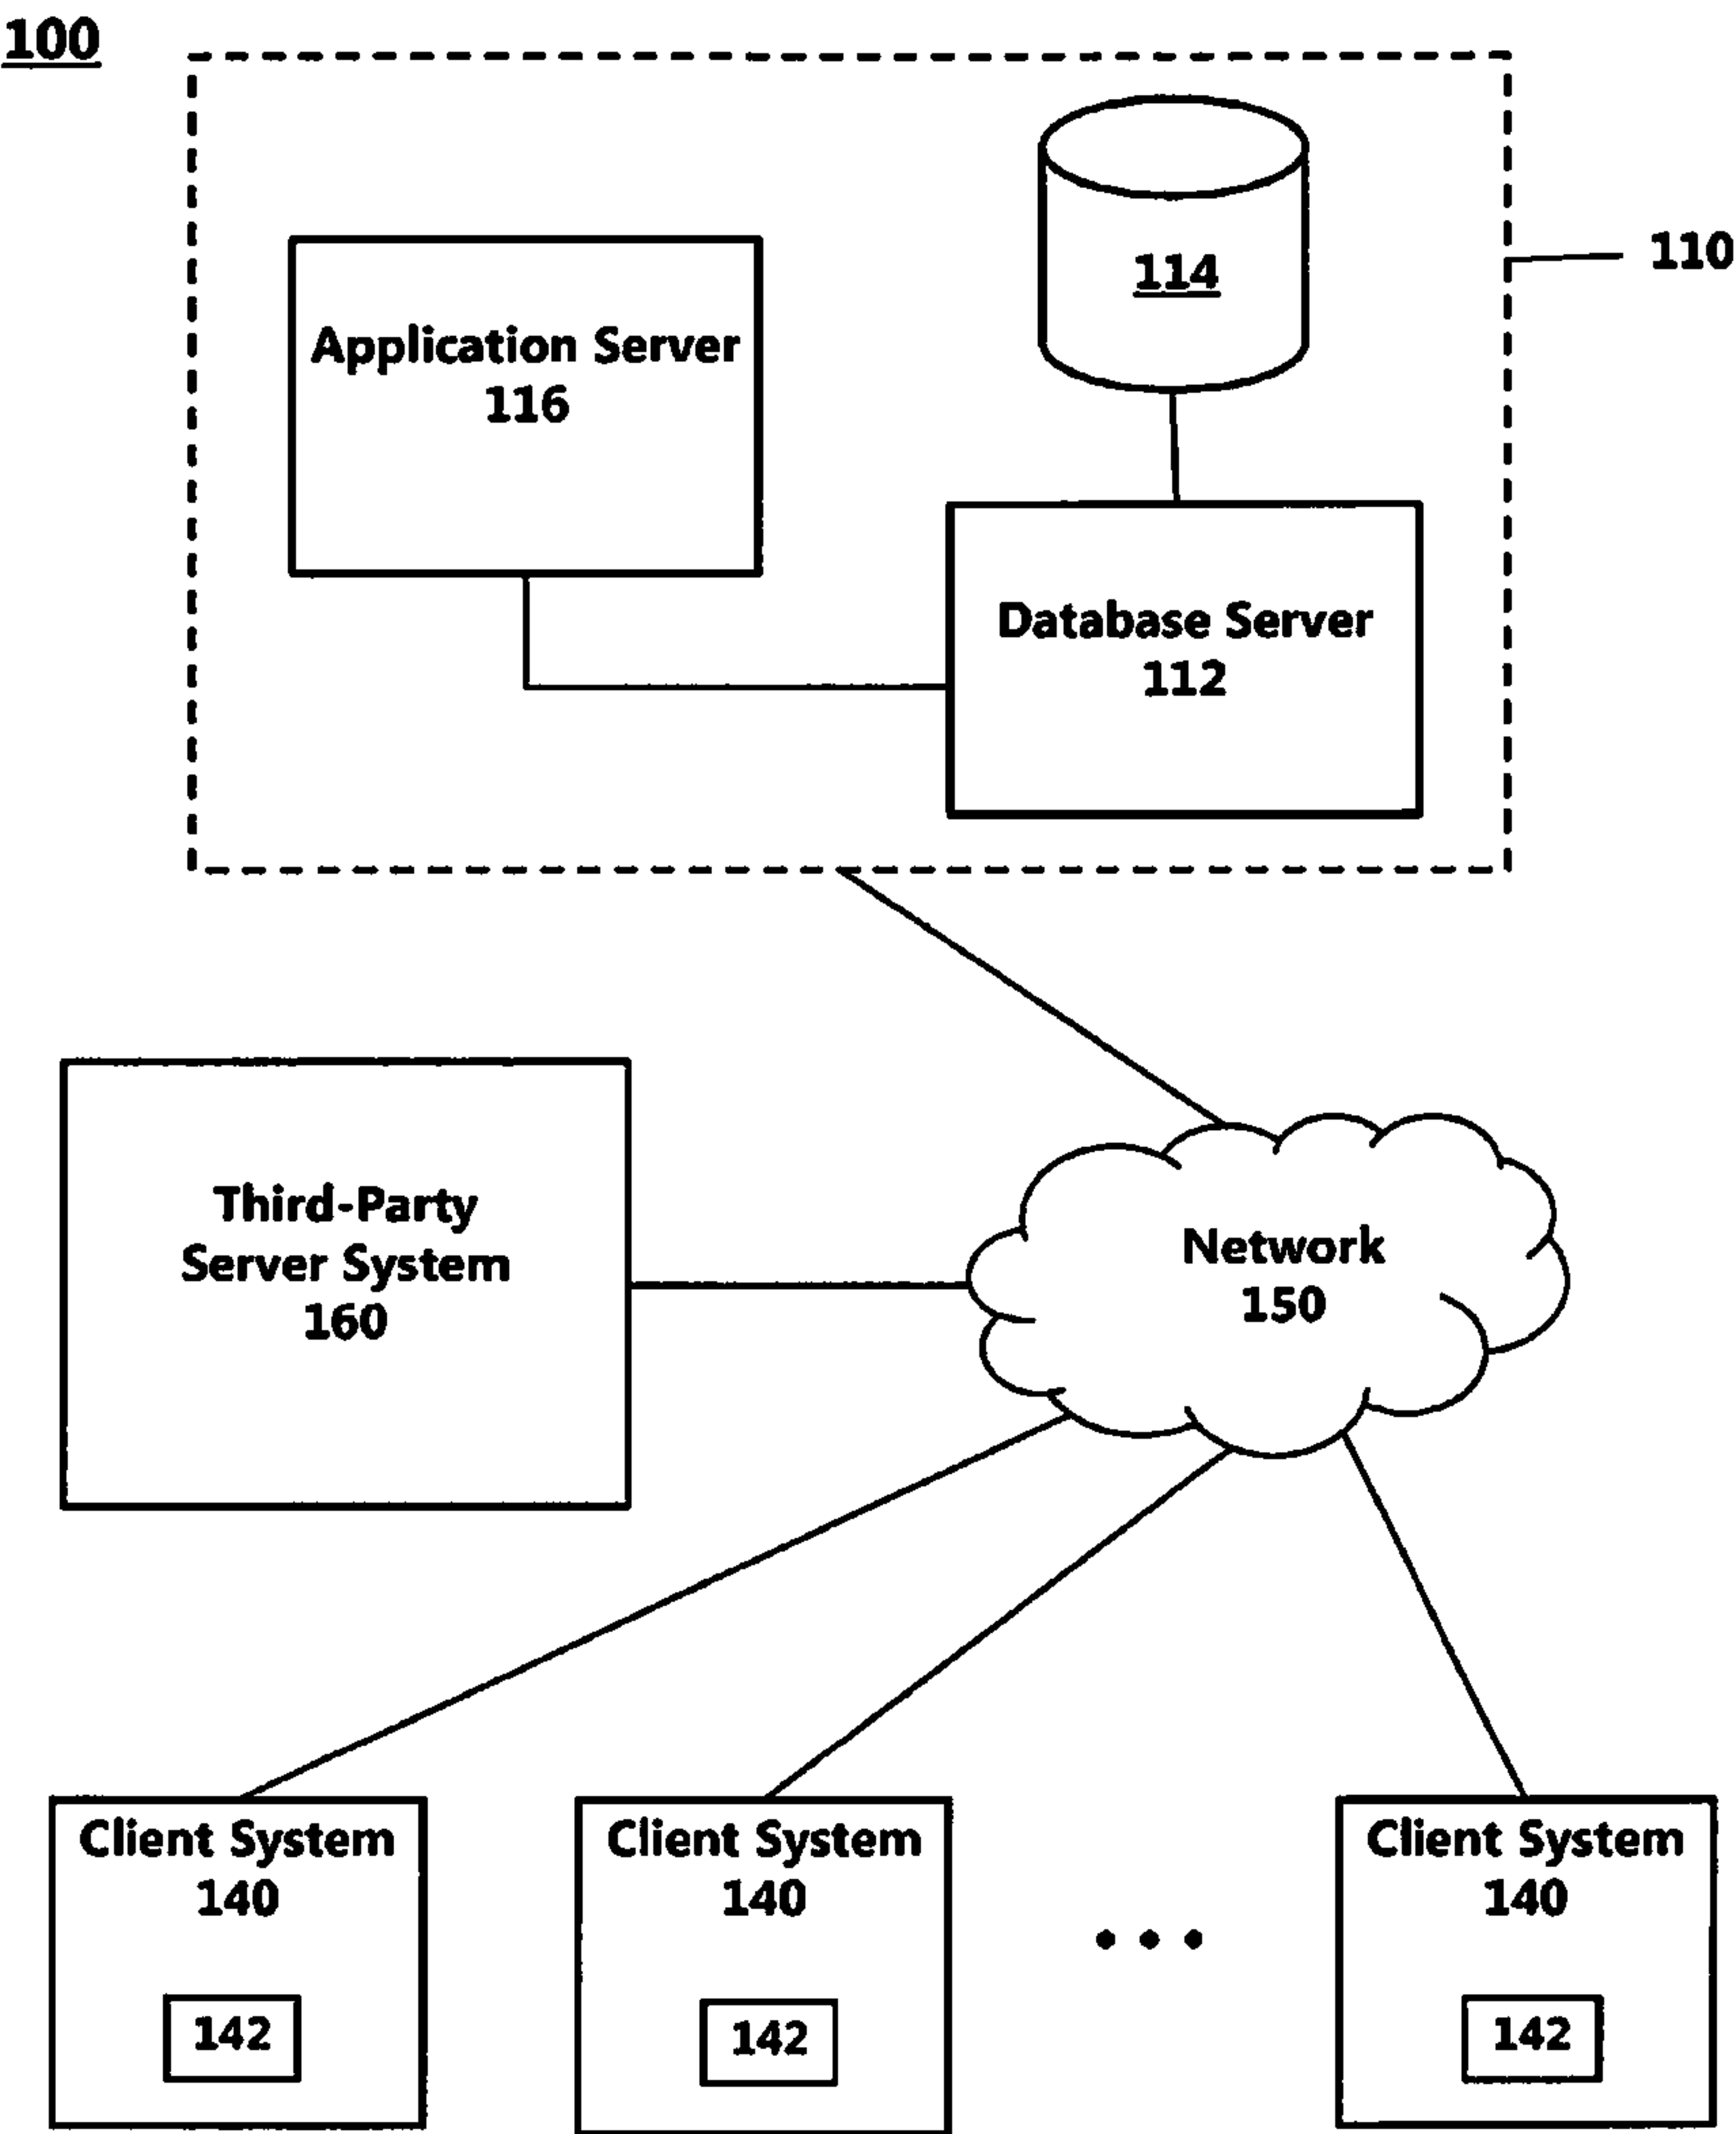 100
114
110
Application Server
116
Database Server
112
Third-Party
Server System
160
Network
150
Client System
140
142
Client System
140
142
Client System
140
142